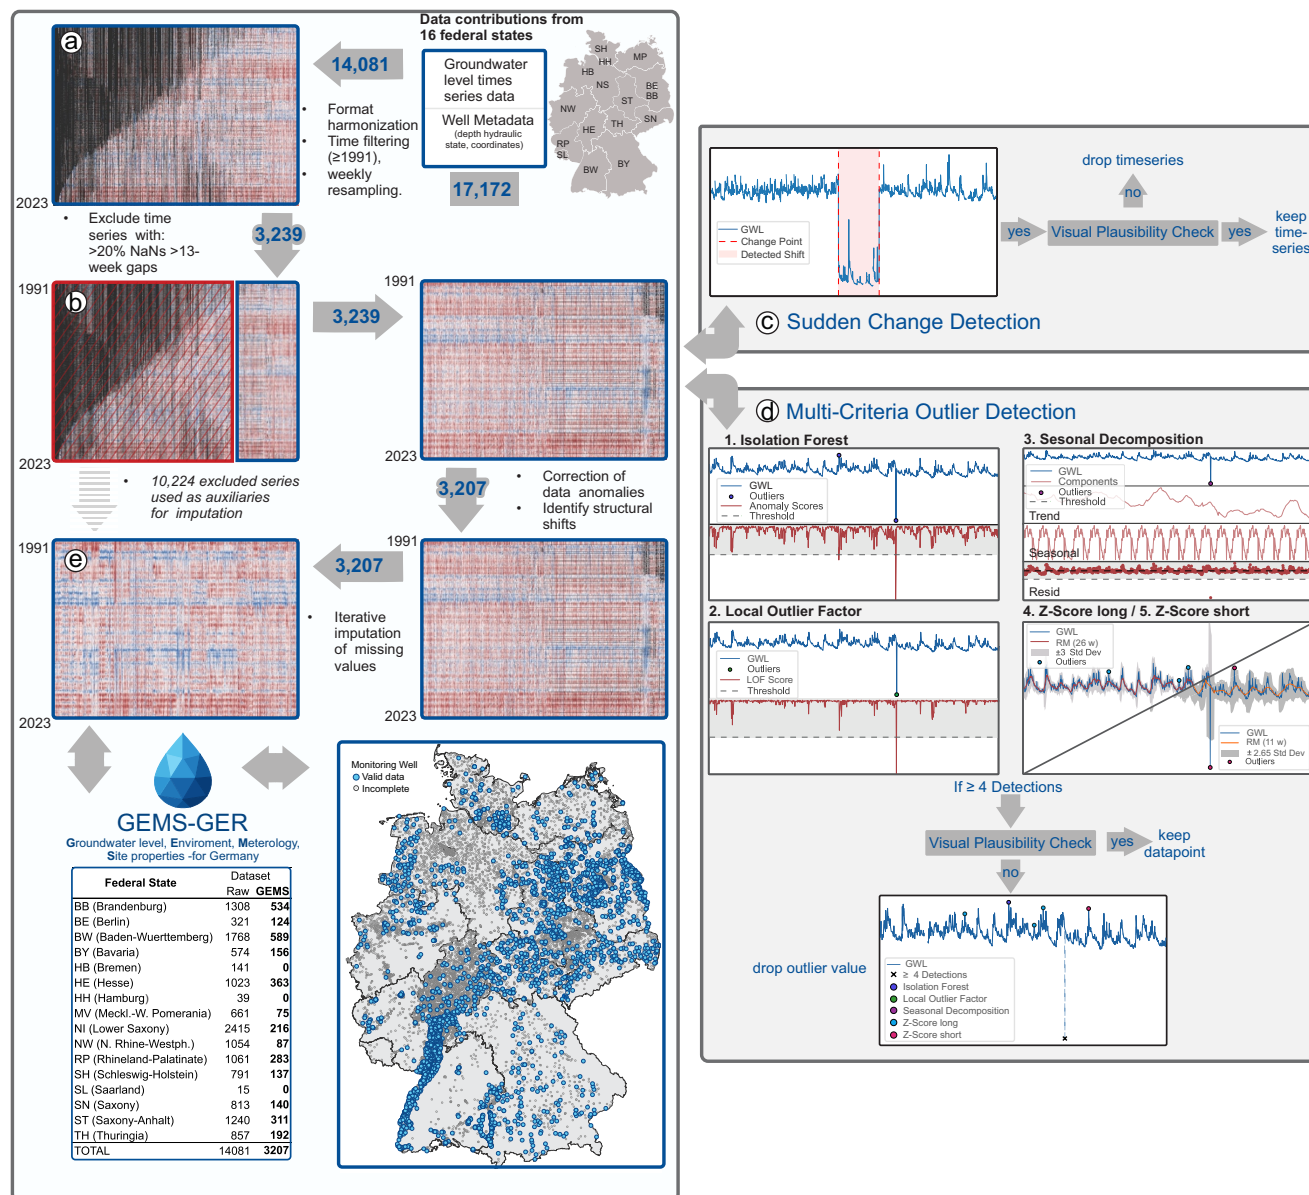 Data contributions from
16 federal states
a
14,081
Groundwater
level times
series data
Well Metadata
(depth hydraulic
state, coordinates)
17,172
SH
HH
MP
HB
NS
BE
BB
ST
NW
SN
TH
HE
RP
SL
BW
BY
• Format
harmonization
• Time filtering
(≥1991),
• weekly
resampling.
2023
• Exclude time
series with:
>20% NaNs >13-
week gaps
3,239
1991
b
3,239
1991
2023
2023
• 10,224 excluded series
used as auxiliaries
for imputation
3,207
• Correction of
data anomalies
• Identify structural
shifts
1991
e
3,207
1991
• Iterative
imputation
of missing
values
2023
2023
GEMS-GER
Groundwater level, Enviroment, Meterology,
Site properties -for Germany
Federal State Dataset
Raw GEMS
BB (Brandenburg) 1308 534
BE (Berlin) 321 124
BW (Baden-Wuerttemberg) 1768 589
BY (Bavaria) 574 156
HB (Bremen) 141 0
HE (Hesse) 1023 363
HH (Hamburg) 39 0
MV (Meckl.-W. Pomerania) 661 75
NI (Lower Saxony) 2415 216
NW (N. Rhine-Westph.) 1054 87
RP (Rhineland-Palatinate) 1061 283
SH (Schleswig-Holstein) 791 137
SL (Saarland) 15 0
SN (Saxony) 813 140
ST (Saxony-Anhalt) 1240 311
TH (Thuringia) 857 192
TOTAL 14081 3207
Monitoring Well
Valid data
Incomplete
GWL
Change Point
Detected Shift
yes
Visual Plausibility Check
no
drop timeseries
yes
keep
time-
series
c Sudden Change Detection
d Multi-Criteria Outlier Detection
1. Isolation Forest
GWL
Outliers
Anomaly Scores
Threshold
3. Sesonal Decomposition
GWL
Components
Outliers
Threshold
Trend
Seasonal
Resid
2. Local Outlier Factor
GWL
Outliers
LOF Score
Threshold
4. Z-Score long / 5. Z-Score short
GWL
RM (26 w)
±3 Std Dev
Outliers
GWL
RM (11 w)
± 2.65 Std Dev
Outliers
If ≥ 4 Detections
Visual Plausibility Check
yes
keep
datapoint
no
drop outlier value
GWL
≥ 4 Detections
Isolation Forest
Local Outlier Factor
Seasonal Decomposition
Z-Score long
Z-Score short